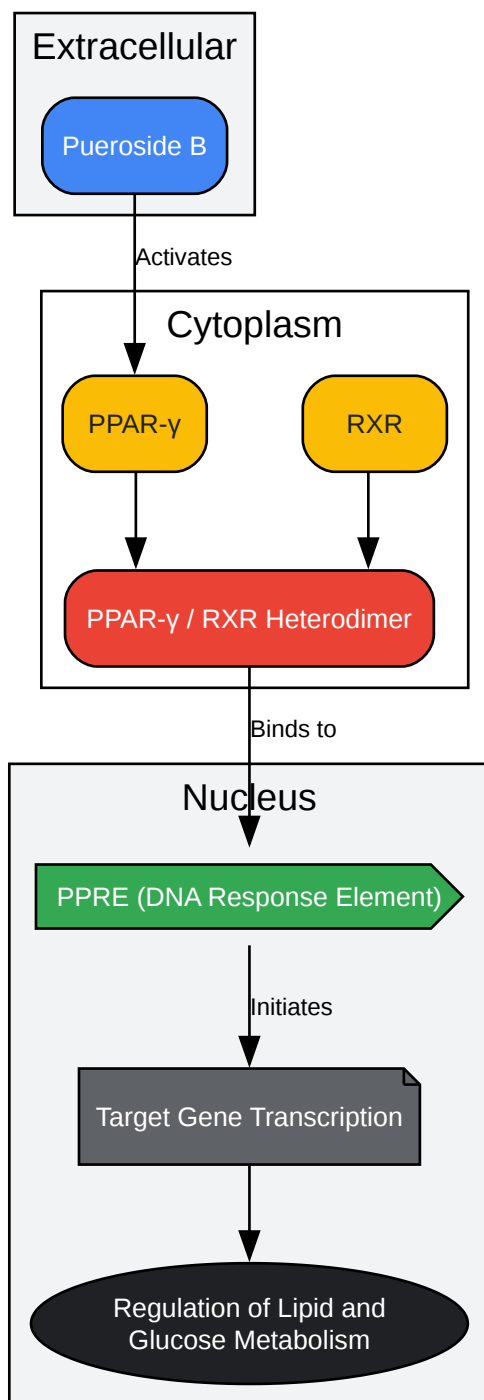 Extracellular
Pueroside B
Activates
Cytoplasm
PPAR-γ
RXR
PPAR-γ / RXR Heterodimer
Binds to
Nucleus
PPRE (DNA Response Element)
Initiates
Target Gene Transcription
Regulation of Lipid and
Glucose Metabolism